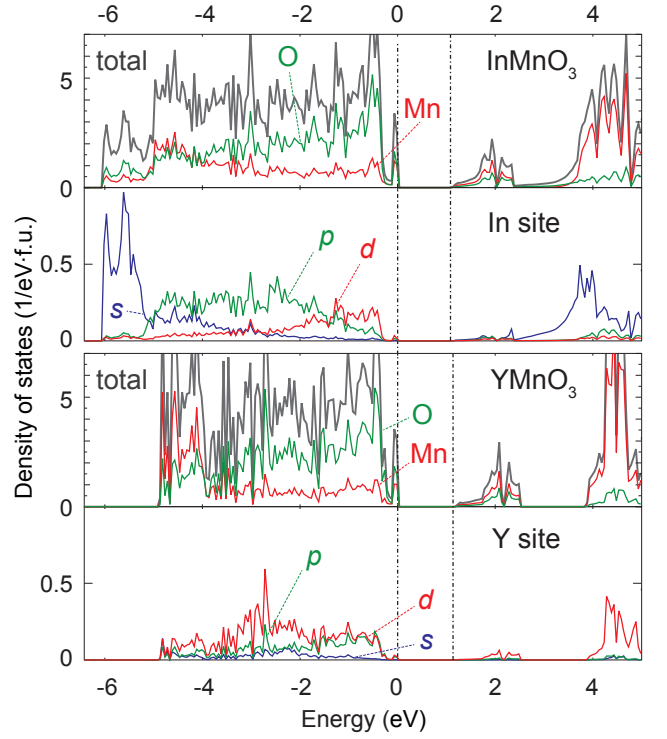 -6 -4 -2 0 2 4
total O InMnO3
Mn
5
0
In site
p d
0.5
s
0
total YMnO3
O
5
Mn
0
Y site
p
0.5
d
s
0
-6 -4 -2 0 2 4
Energy (eV)
Density of states (1/eV·f.u.)